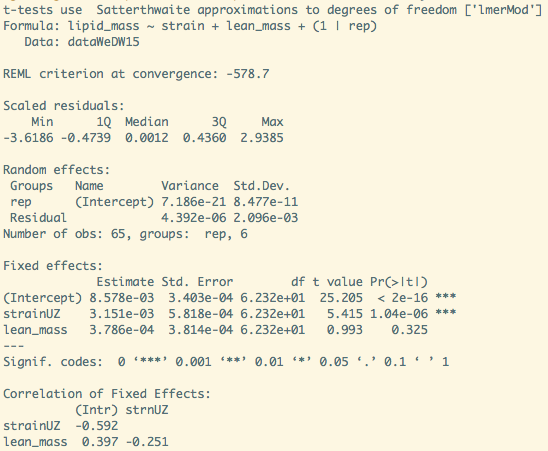 t-tests use  Satterthwaite approximations to degrees of freedom ['lmerMod']
Formula: lipid_mass ~ strain + lean_mass + (1 | rep)
   Data: dataWeDW15

REML criterion at convergence: -578.7

Scaled residuals:
    Min      1Q  Median      3Q     Max
-3.6186 -0.4739  0.0012  0.4360  2.9385

Random effects:
 Groups   Name        Variance  Std.Dev.
 rep      (Intercept) 7.186e-21 8.477e-11
 Residual             4.392e-06 2.096e-03
Number of obs: 65, groups:  rep, 6

Fixed effects:
             Estimate Std. Error        df t value Pr(>|t|)
(Intercept) 8.578e-03  3.403e-04 6.232e+01  25.205  < 2e-16 ***
strainUZ    3.151e-03  5.818e-04 6.232e+01   5.415 1.04e-06 ***
lean_mass   3.786e-04  3.814e-04 6.232e+01   0.993    0.325
---
Signif. codes:  0 ‘***’ 0.001 ‘**’ 0.01 ‘*’ 0.05 ‘.’ 0.1 ‘ ’ 1

Correlation of Fixed Effects:
          (Intr) strnUZ
strainUZ  -0.592
lean_mass  0.397 -0.251